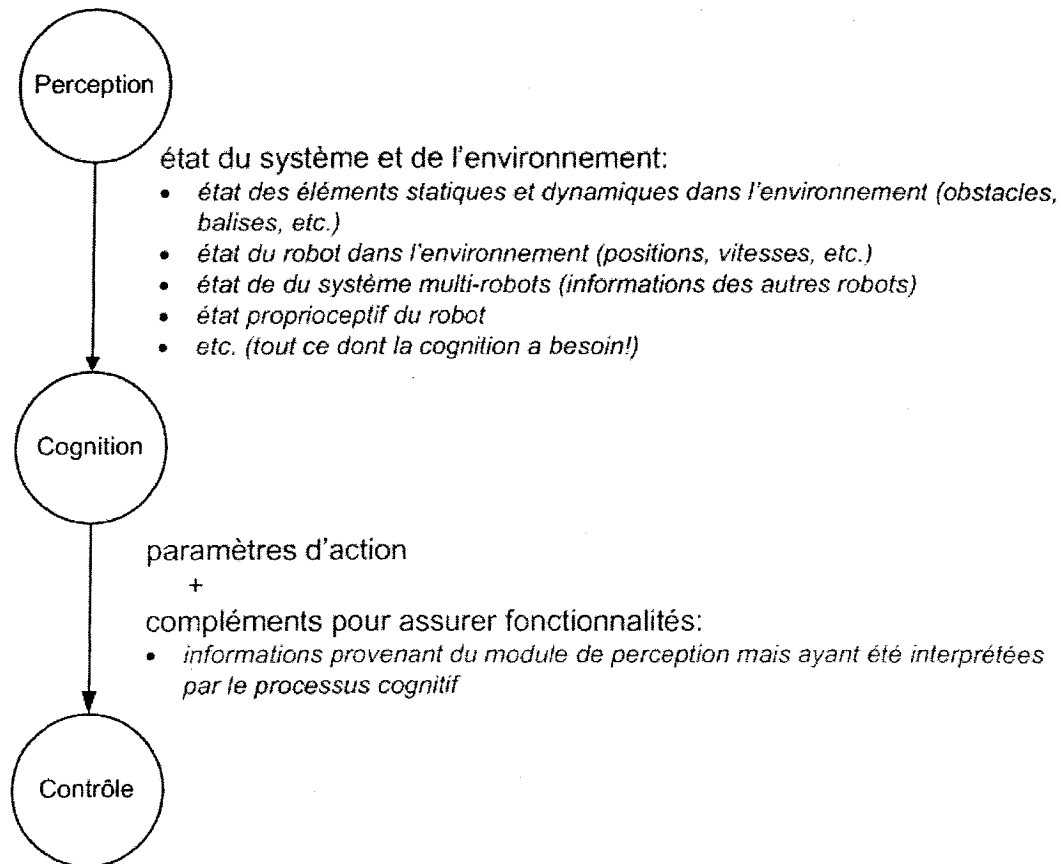 Perception
état du système et de l'environnement:
• état des éléments statiques et dynamiques dans l'environnement (obstacles,
balises, etc.)
• état du robot dans l'environnement (positions, vitesses, etc.)
• état de du système multi-robots (informations des autres robots)
• état proprioceptif du robot
• etc. (tout ce dont la cognition a besoin!)
Cognition
paramètres d'action
+
compléments pour assurer fonctionnalités:
• informations provenant du module de perception mais ayant été interprétées
par le processus cognitif
Contrôle